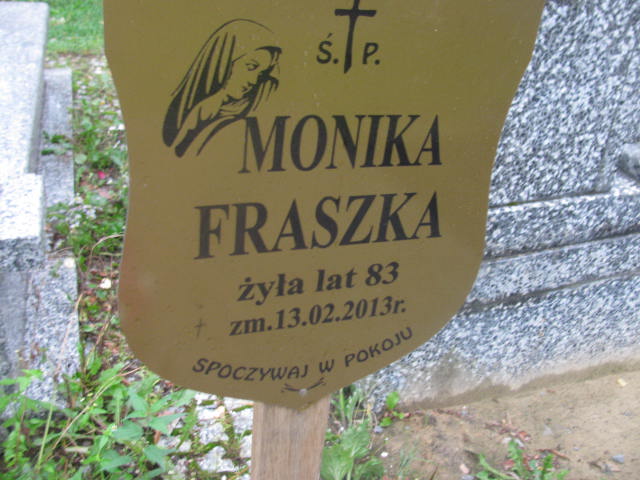 Ś.P.
MONIKA
FRASZKA
żyła lat 83
zm.13.02.2013r.
SPOCZYWAJ W POKOJU